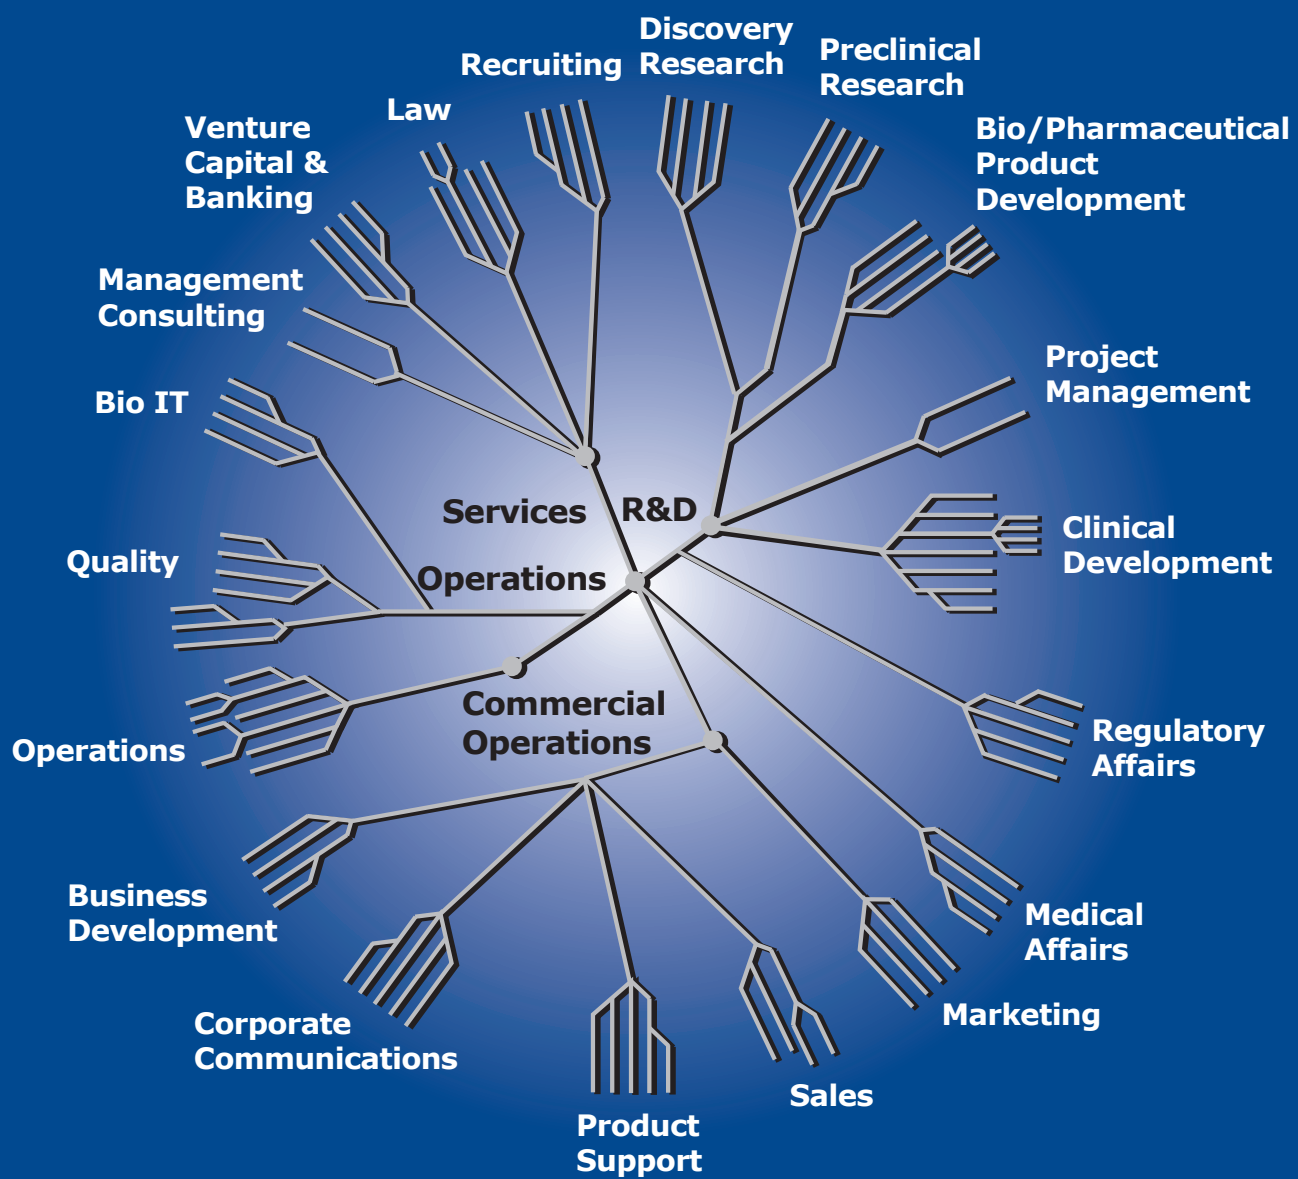 Discovery
Research
Preclinical
Research
Recruiting
Law
Bio/Pharmaceutical
Product
Development
Venture
Capital &
Banking
Management
Consulting
Project
Management
Bio IT
Services
R&D
Clinical
Development
Quality
Operations
Commercial
Operations
Regulatory
Affairs
Operations
Business
Development
Medical
Affairs
Marketing
Corporate
Communications
Sales
Product
Support